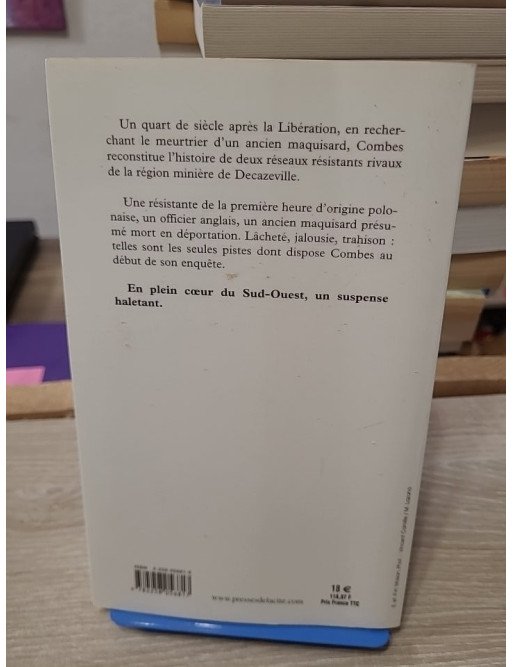 Un quart de siècle après la Libération, en recher-
chant le meurtrier d'un ancien maquisard, Combes
reconstitue l'histoire de deux réseaux résistants rivaux
de la région minière de Decazeville.
Une résistante de la première heure d'origine polo-
naise, un officier anglais, un ancien maquisard présu-
mé mort en déportation. Lâcheté, jalousie, trahison :
telles sont les seules pistes dont dispose Combes au
début de son enquête.
En plein cœur du Sud-Ouest, un suspense
haletant.
ISBN
www.pressesdelacite.com
18 €
Prix France TTC